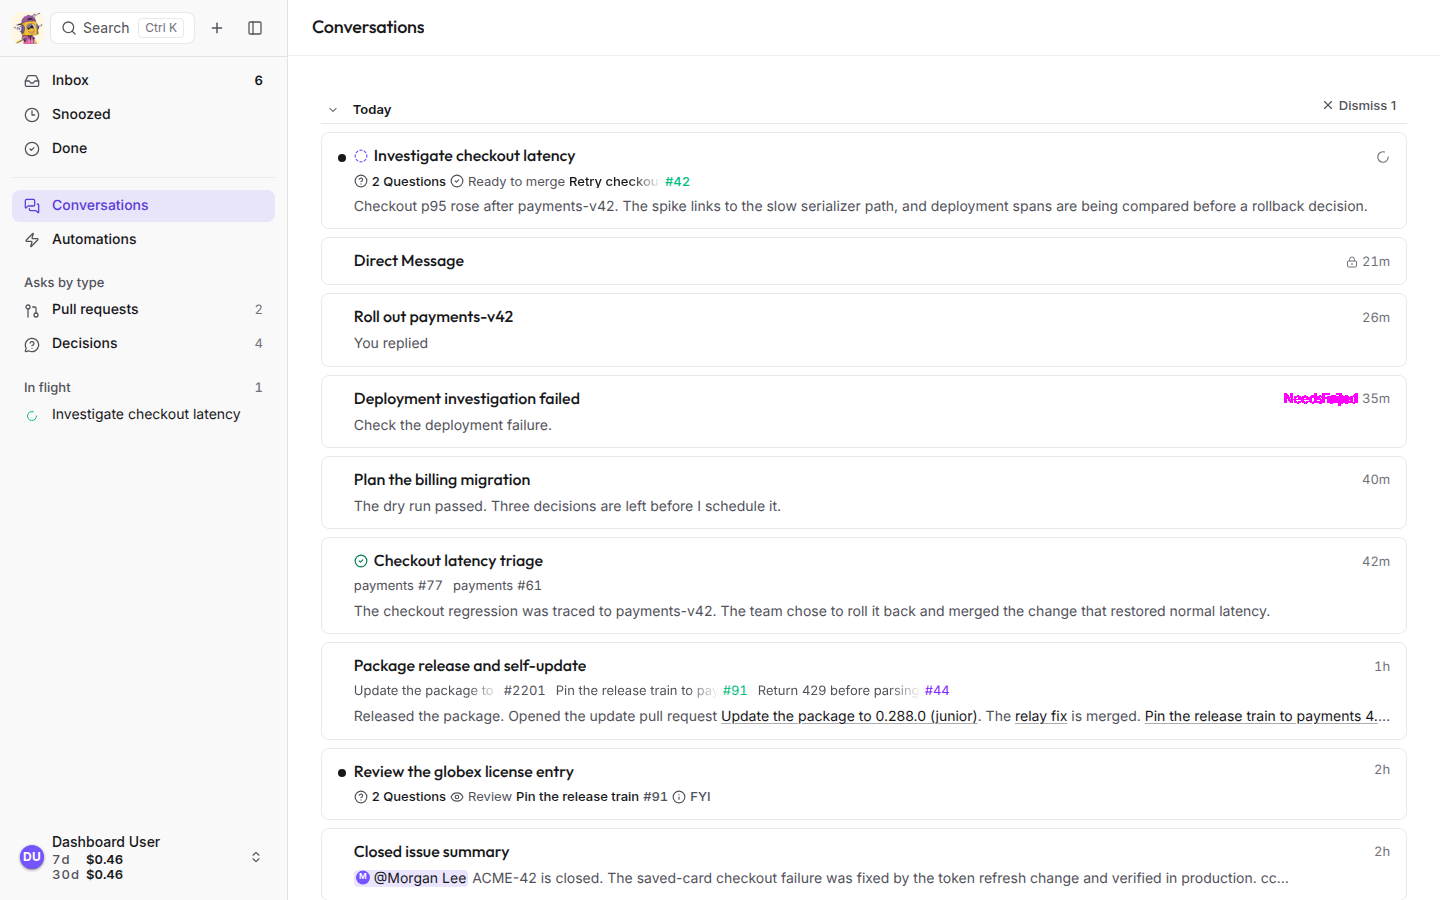 Search Ctrl K
Conversations
Inbox 6
Snoozed
Done
Conversations
Automations
Asks by type
Pull requests 2
Decisions 4
In flight 1
Investigate checkout latency
Dashboard User
7d $0.46
30d $0.46
DU
Today
Dismiss 1
Investigate checkout latency
2 Questions Ready to merge Retry checkou #42
Checkout p95 rose after payments-v42. The spike links to the slow serializer path, and deployment spans are being compared before a rollback decision.
Direct Message 21m
Roll out payments-v42 26m
You replied
Deployment investigation failed 35m
Check the deployment failure.
Plan the billing migration 40m
The dry run passed. Three decisions are left before I schedule it.
Checkout latency triage 42m
payments #77 payments #61
The checkout regression was traced to payments-v42. The team chose to roll it back and merged the change that restored normal latency.
Package release and self-update 1h
Update the package to #2201 Pin the release train to pay #91 Return 429 before parsing #44
Released the package. Opened the update pull request Update the package to 0.288.0 (junior). The relay fix is merged. Pin the release train to payments 4....
Review the globex license entry 2h
2 Questions Review Pin the release train #91 FYI
Closed issue summary 2h
M @Morgan Lee ACME-42 is closed. The saved-card checkout failure was fixed by the token refresh change and verified in production. cc...